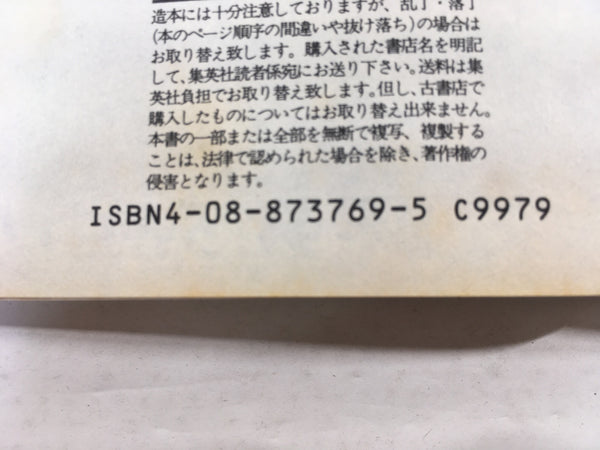 造本には十分注意しておりますが、乱丁・落丁
(本のページ順序の間違いや抜け落ち)の場合は
お取り替え致します。購入された書店名を明記
して、集英社読者係宛にお送り下さい。送料は集
英社負担でお取り替え致します。但し、古書店で
購入したものについてはお取り替え出来ません。
本書の一部または全部を無断で複写、複製する
ことは、法律で認められた場合を除き、著作権の
侵害となります。
ISBN4-08-873769-5 C9979